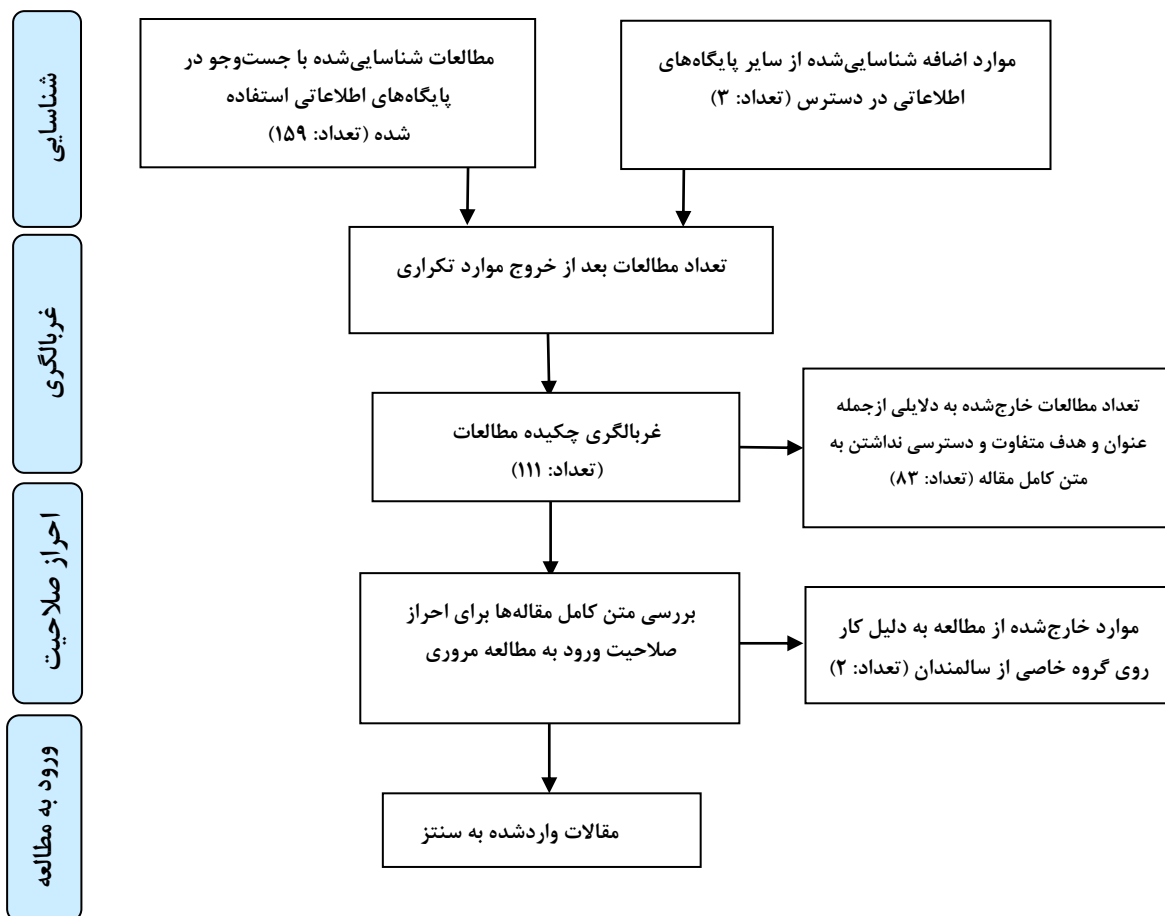 شناسایی
موارد اضافه شناسایی‌شده از سایر پایگاه‌های
اطلاعاتی در دسترس (تعداد: ۳)
مطالعات شناسایی‌شده با جست‌وجو در
پایگاه‌های اطلاعاتی استفاده
شده (تعداد: ۱۵۹)
غربالگری
تعداد مطالعات بعد از خروج موارد تکراری
غربالگری چکیده مطالعات
(تعداد: ۱۱۱)
تعداد مطالعات خارج‌شده به دلایلی ازجمله
عنوان و هدف متفاوت و دسترسی نداشتن به
متن کامل مقاله (تعداد: ۸۳)
احراز صلاحیت
بررسی متن کامل مقاله‌ها برای احراز
صلاحیت ورود به مطالعه مروری
موارد خارج‌شده از مطالعه به دلیل کار
روی گروه خاصی از سالمندان (تعداد: ۲)
ورود به مطالعه
مقالات واردشده به سنتز